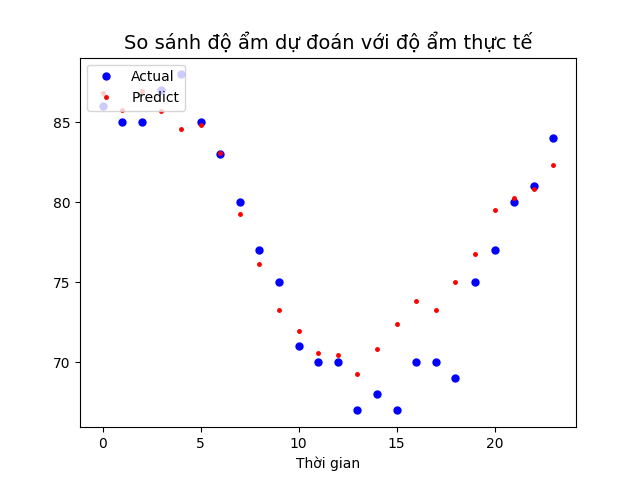 So sánh độ ẩm dự đoán với độ ẩm thực tế
Actual
Predict
85
80
75
70
0 5 10 15 20
Thời gian